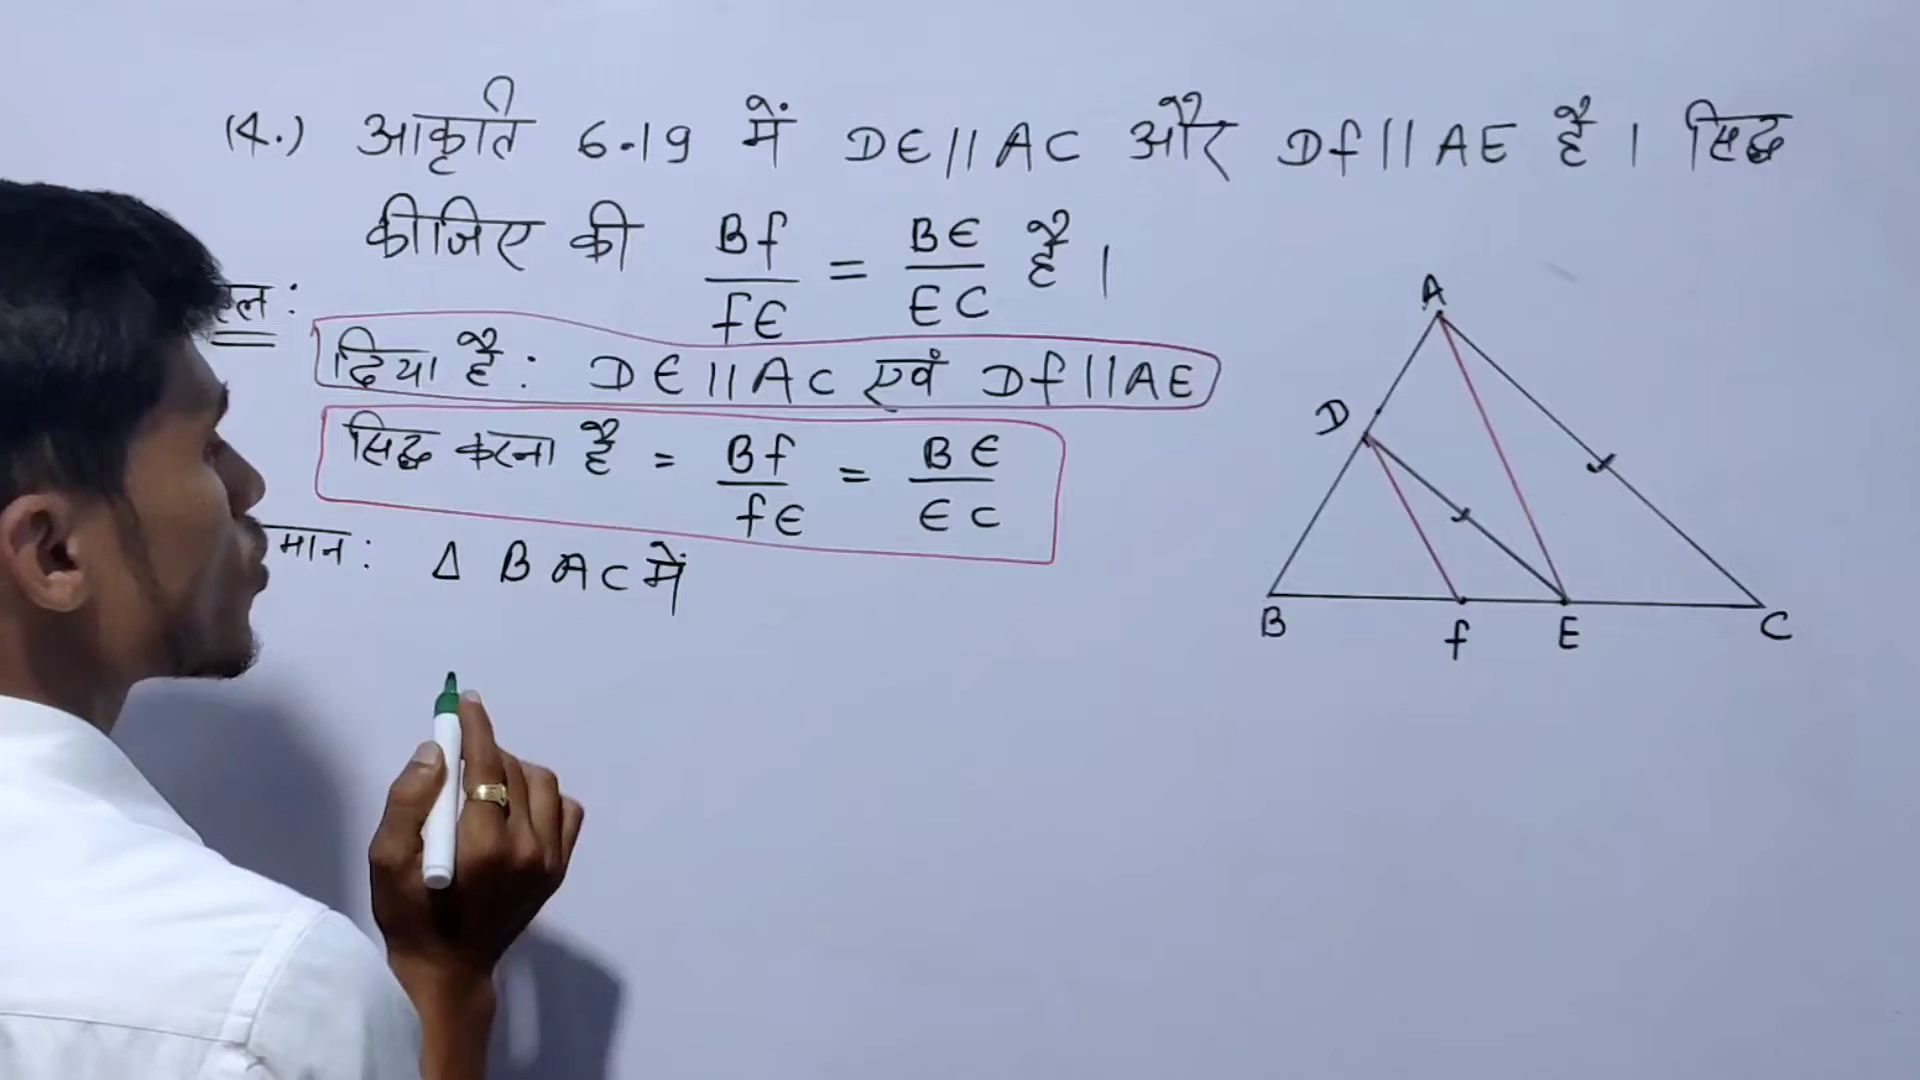 (4.) आकृति 6.19 में DE||AC और Df||AE है। सिद्ध
कीजिए की Bf/fE = BE/EC है।
दिया है: DE||AC एवं Df||AE
सिद्ध करना है = Bf/fE = BE/EC
मान: Δ BAC में
A
D
B f E C